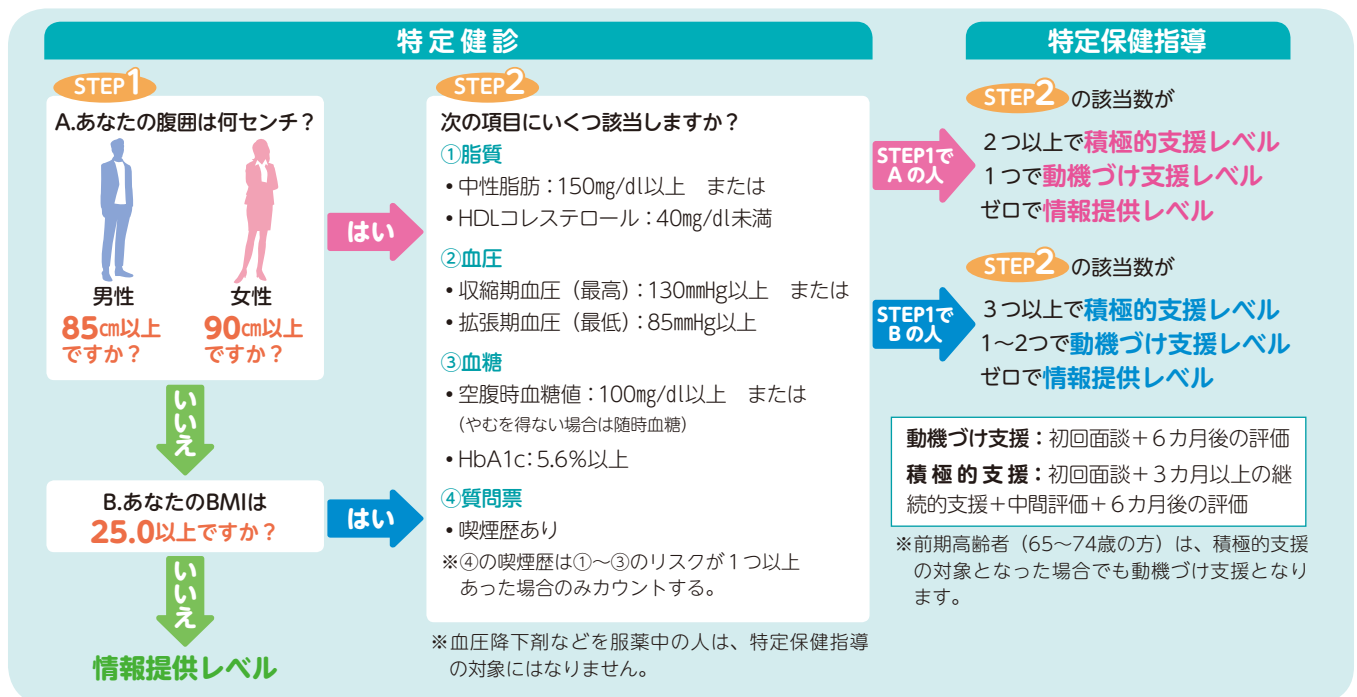 特定健診
STEP1
A.あなたの腹囲は何センチ？
男性
85㎝以上
ですか？
女性
90㎝以上
ですか？
はい
いいえ
B.あなたのBMIは
25.0以上ですか？
はい
いいえ
情報提供レベル
STEP2
次の項目にいくつ該当しますか？
①脂質
•中性脂肪：150㎎/dl以上　または
•HDLコレステロール：40㎎/dl未満
②血圧
•収縮期血圧（最高）：130㎜Hg以上　または
•拡張期血圧（最低）：85㎜Hg以上
③血糖
•空腹時血糖値：100㎎/dl以上　または
（やむを得ない場合は随時血糖）
•HbA1c：5.6％以上
④質問票
•喫煙歴あり
※④の喫煙歴は①～③のリスクが１つ以上
あった場合のみカウントする。
※血圧降下剤などを服薬中の人は、特定保健指導
の対象にはなりません。
特定保健指導
STEP1で
Aの人
STEP2の該当数が
２つ以上で積極的支援レベル
１つで動機づけ支援レベル
ゼロで情報提供レベル
STEP1で
Bの人
STEP2の該当数が
３つ以上で積極的支援レベル
1～2つで動機づけ支援レベル
ゼロで情報提供レベル
動機づけ支援：初回面談＋６カ月後の評価
積極的支援：初回面談＋３カ月以上の継
続的支援＋中間評価＋６カ月後の評価
※前期高齢者（65～74歳の方）は、積極的支援
の対象となった場合でも動機づけ支援となり
ます。